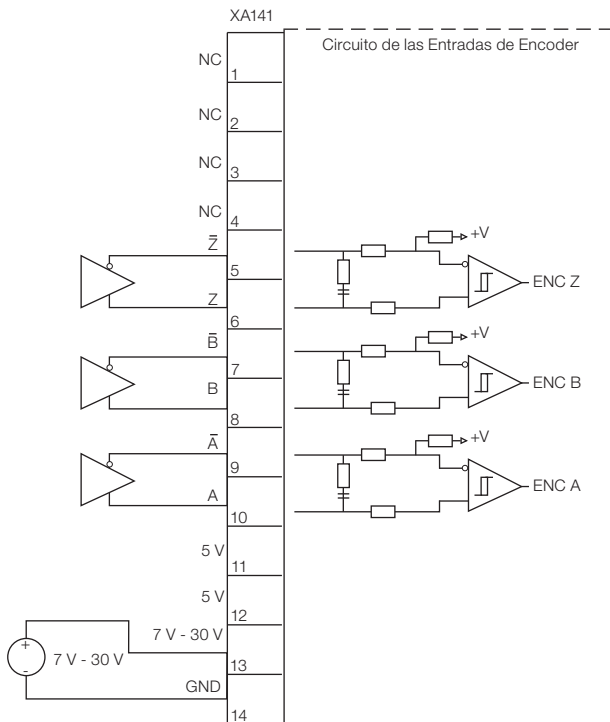 XA141
Circuito de las Entradas de Encoder
NC
1
NC
2
NC
3
NC
4
Z̅
5
Z
6
B̅
7
B
8
A̅
9
A
10
5 V
11
5 V
12
7 V - 30 V
13
GND
14
+V
ENC Z
+V
ENC B
+V
ENC A
+
-
7 V - 30 V